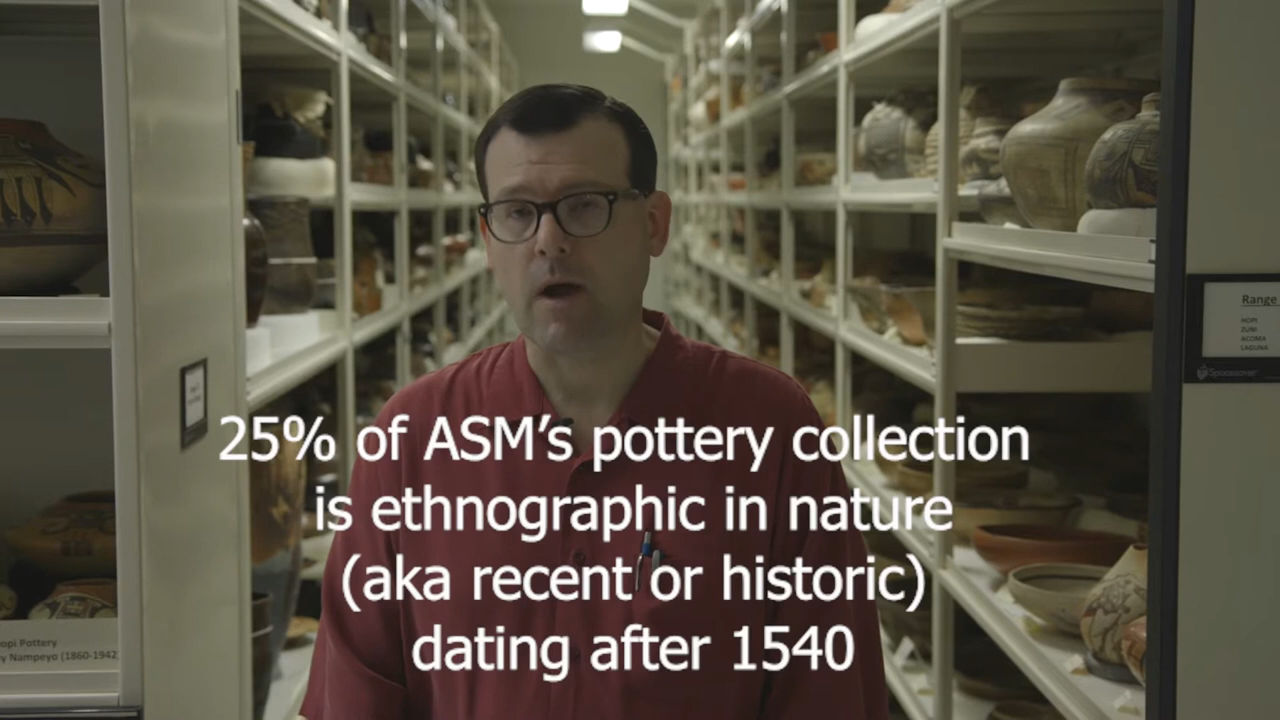 25% of ASM’s pottery collection
is ethnographic in nature
(aka recent or historic)
dating after 1540
Range
HOPI
ZUNI
ACOMA
LAGUNA
Spacesaver
opi Pottery
y Nampeyo (1860-1942